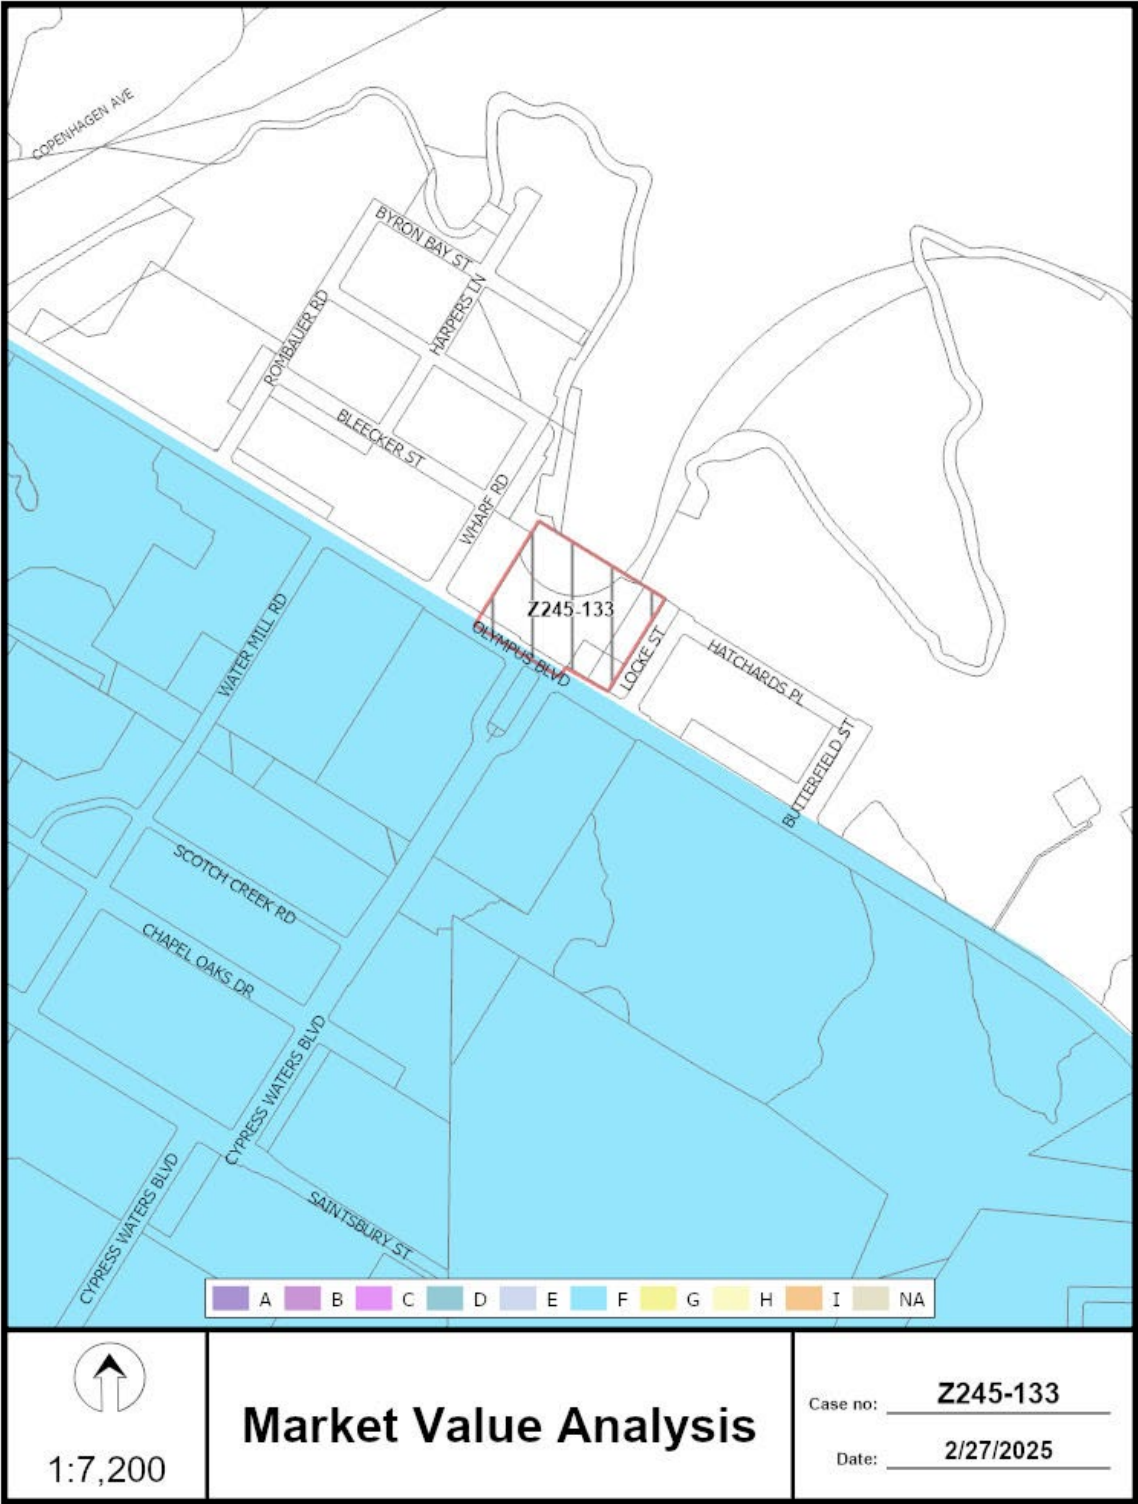 COPENHAGEN AVE
BYRON BAY ST
HARPERS LN
ROMBAUER RD
BLEECKER ST
WHARF RD
Z245-133
OLYMPUS BLVD
LOCKE ST
HATCHARDS PL
BUTTERFIELD ST
WATER MILL RD
SCOTCH CREEK RD
CHAPEL OAKS DR
CYPRESS WATERS BLVD
CYPRESS WATERS BLVD
SAINTSBURY ST
A B C D E F G H I NA
1:7,200
Market Value Analysis
Case no: Z245-133
Date: 2/27/2025